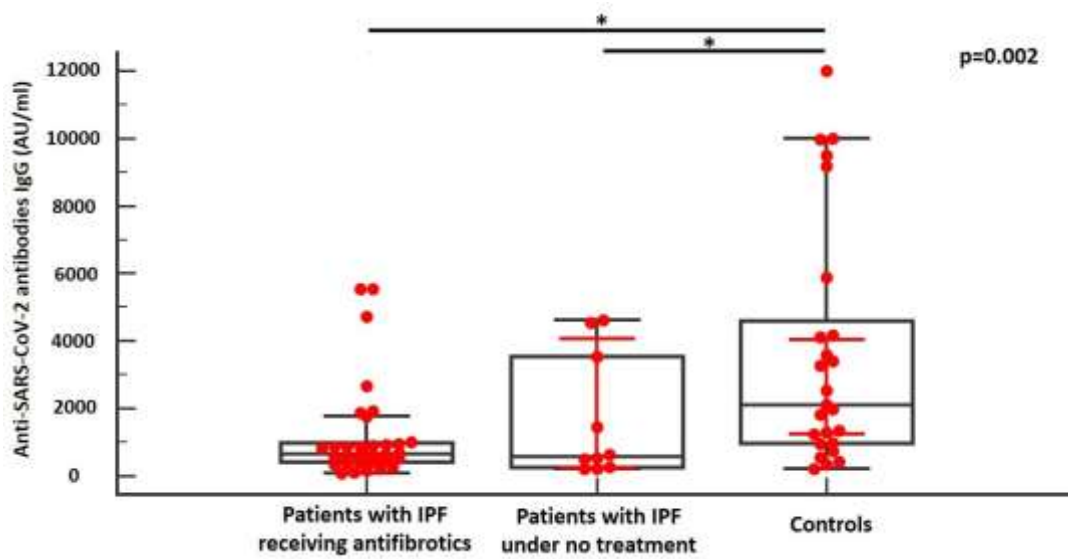 *
*
p=0.002
Anti-SARS-CoV-2 antibodies IgG (AU/ml)
12000
10000
8000
6000
4000
2000
0
Patients with IPF
receiving antifibrotics
Patients with IPF
under no treatment
Controls